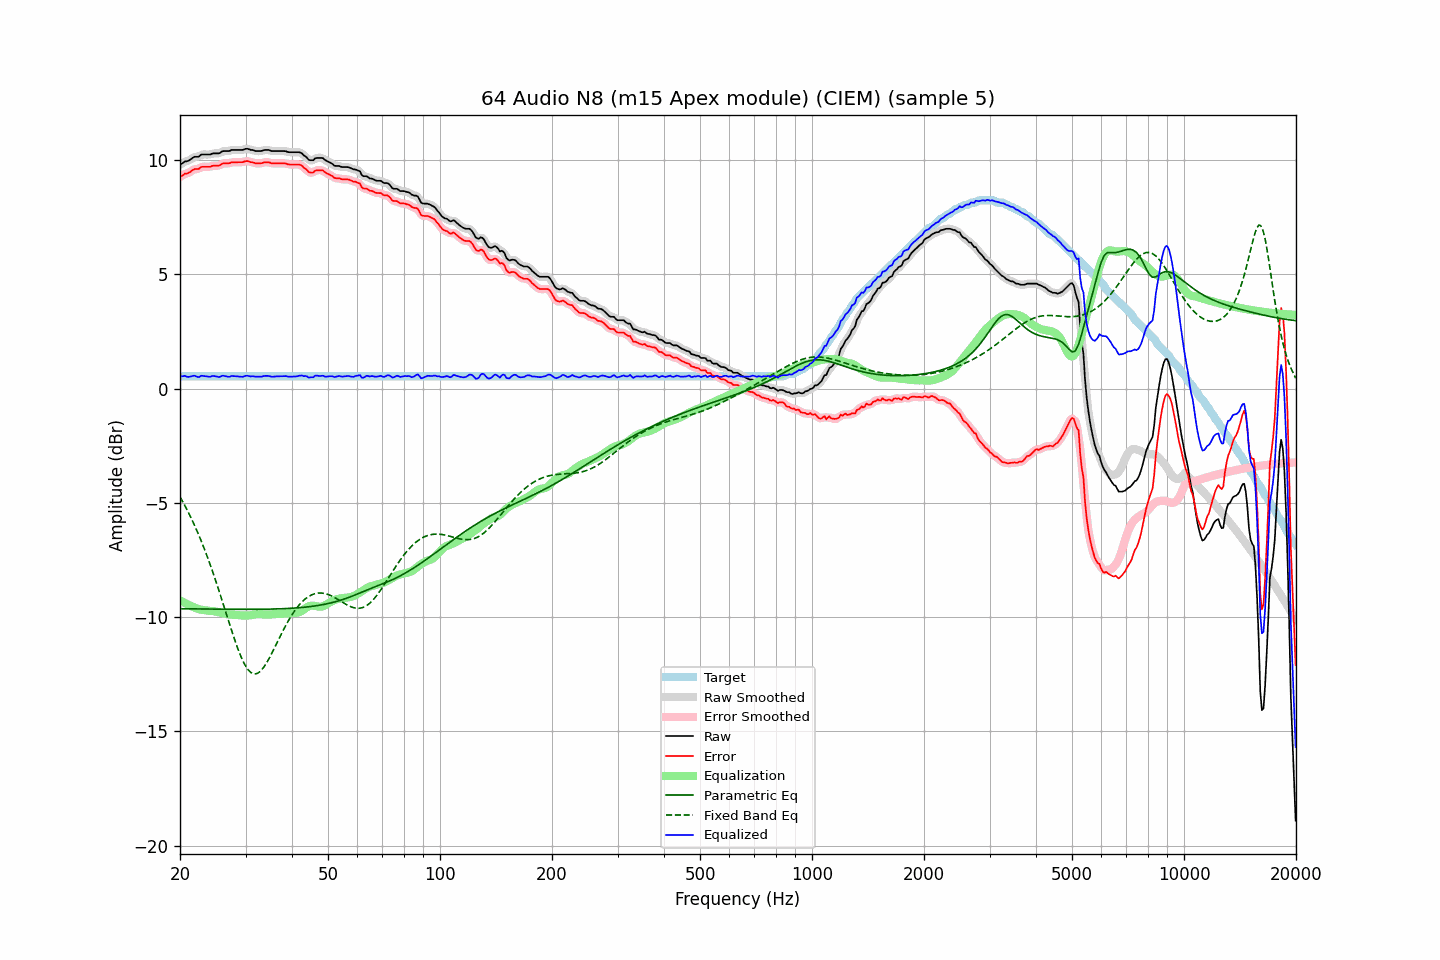 64 Audio N8 (m15 Apex module) (CIEM) (sample 5)
10
5
0
−5
−10
−15
−20
Amplitude (dBr)
20
50
100
200
500
1000
2000
5000
10000
20000
Frequency (Hz)
Target
Raw Smoothed
Error Smoothed
Raw
Error
Equalization
Parametric Eq
Fixed Band Eq
Equalized